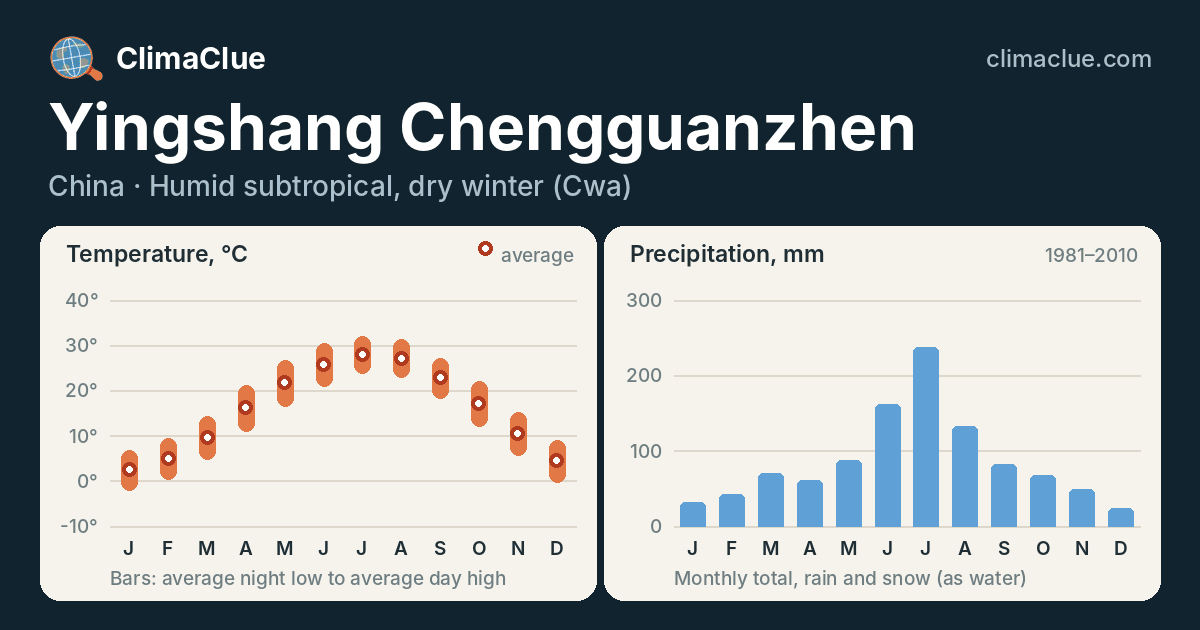 ClimaClue
climaclue.com
Yingshang Chengguanzhen
China · Humid subtropical, dry winter (Cwa)
Temperature, °C
average
40°
30°
20°
10°
0°
-10°
J F M A M J J A S O N D
Bars: average night low to average day high
Precipitation, mm
1981–2010
300
200
100
0
J F M A M J J A S O N D
Monthly total, rain and snow (as water)